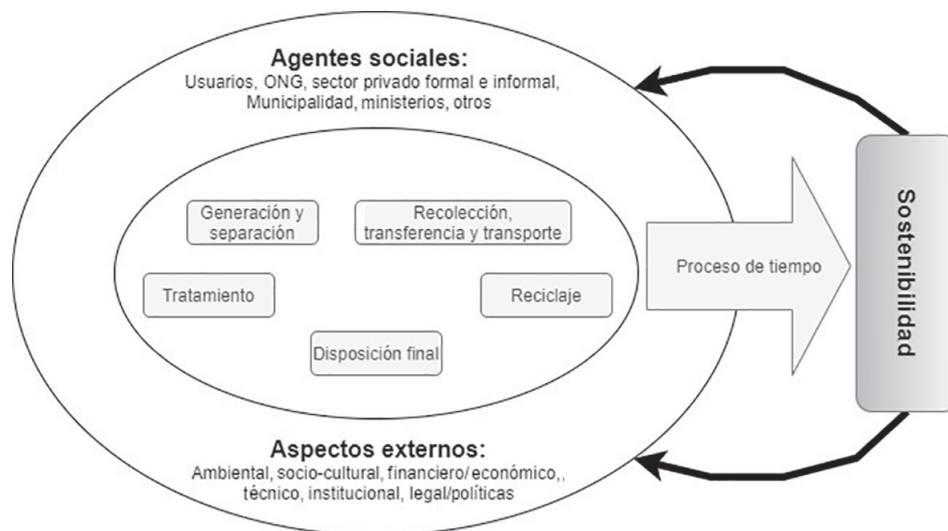 Agentes sociales:
Usuarios, ONG, sector privado formal e informal,
Municipalidad, ministerios, otros
Generación y
separación
Recolección,
transferencia y transporte
Tratamiento
Reciclaje
Disposición final
Aspectos externos:
Ambiental, socio-cultural, financiero/económico,,
técnico, institucional, legal/políticas
Proceso de tiempo
Sostenibilidad